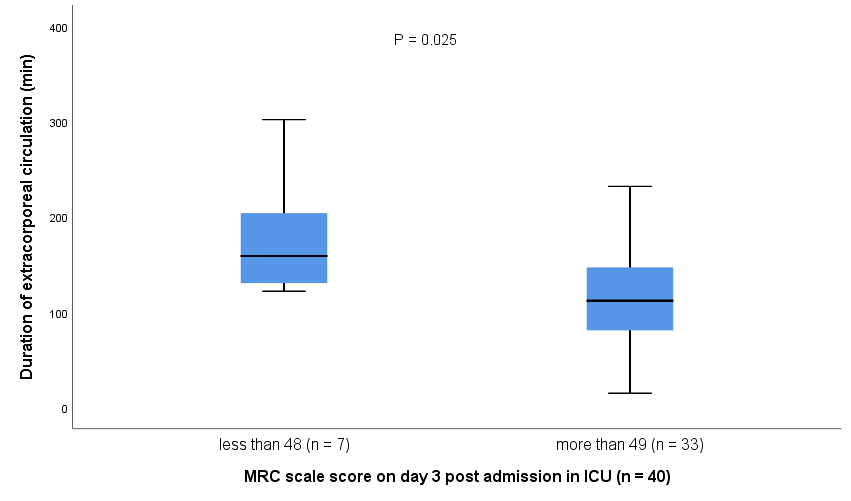 P = 0.025
Duration of extracorporeal circulation (min)
400
300
200
100
0
less than 48 (n = 7)
more than 49 (n = 33)
MRC scale score on day 3 post admission in ICU (n = 40)